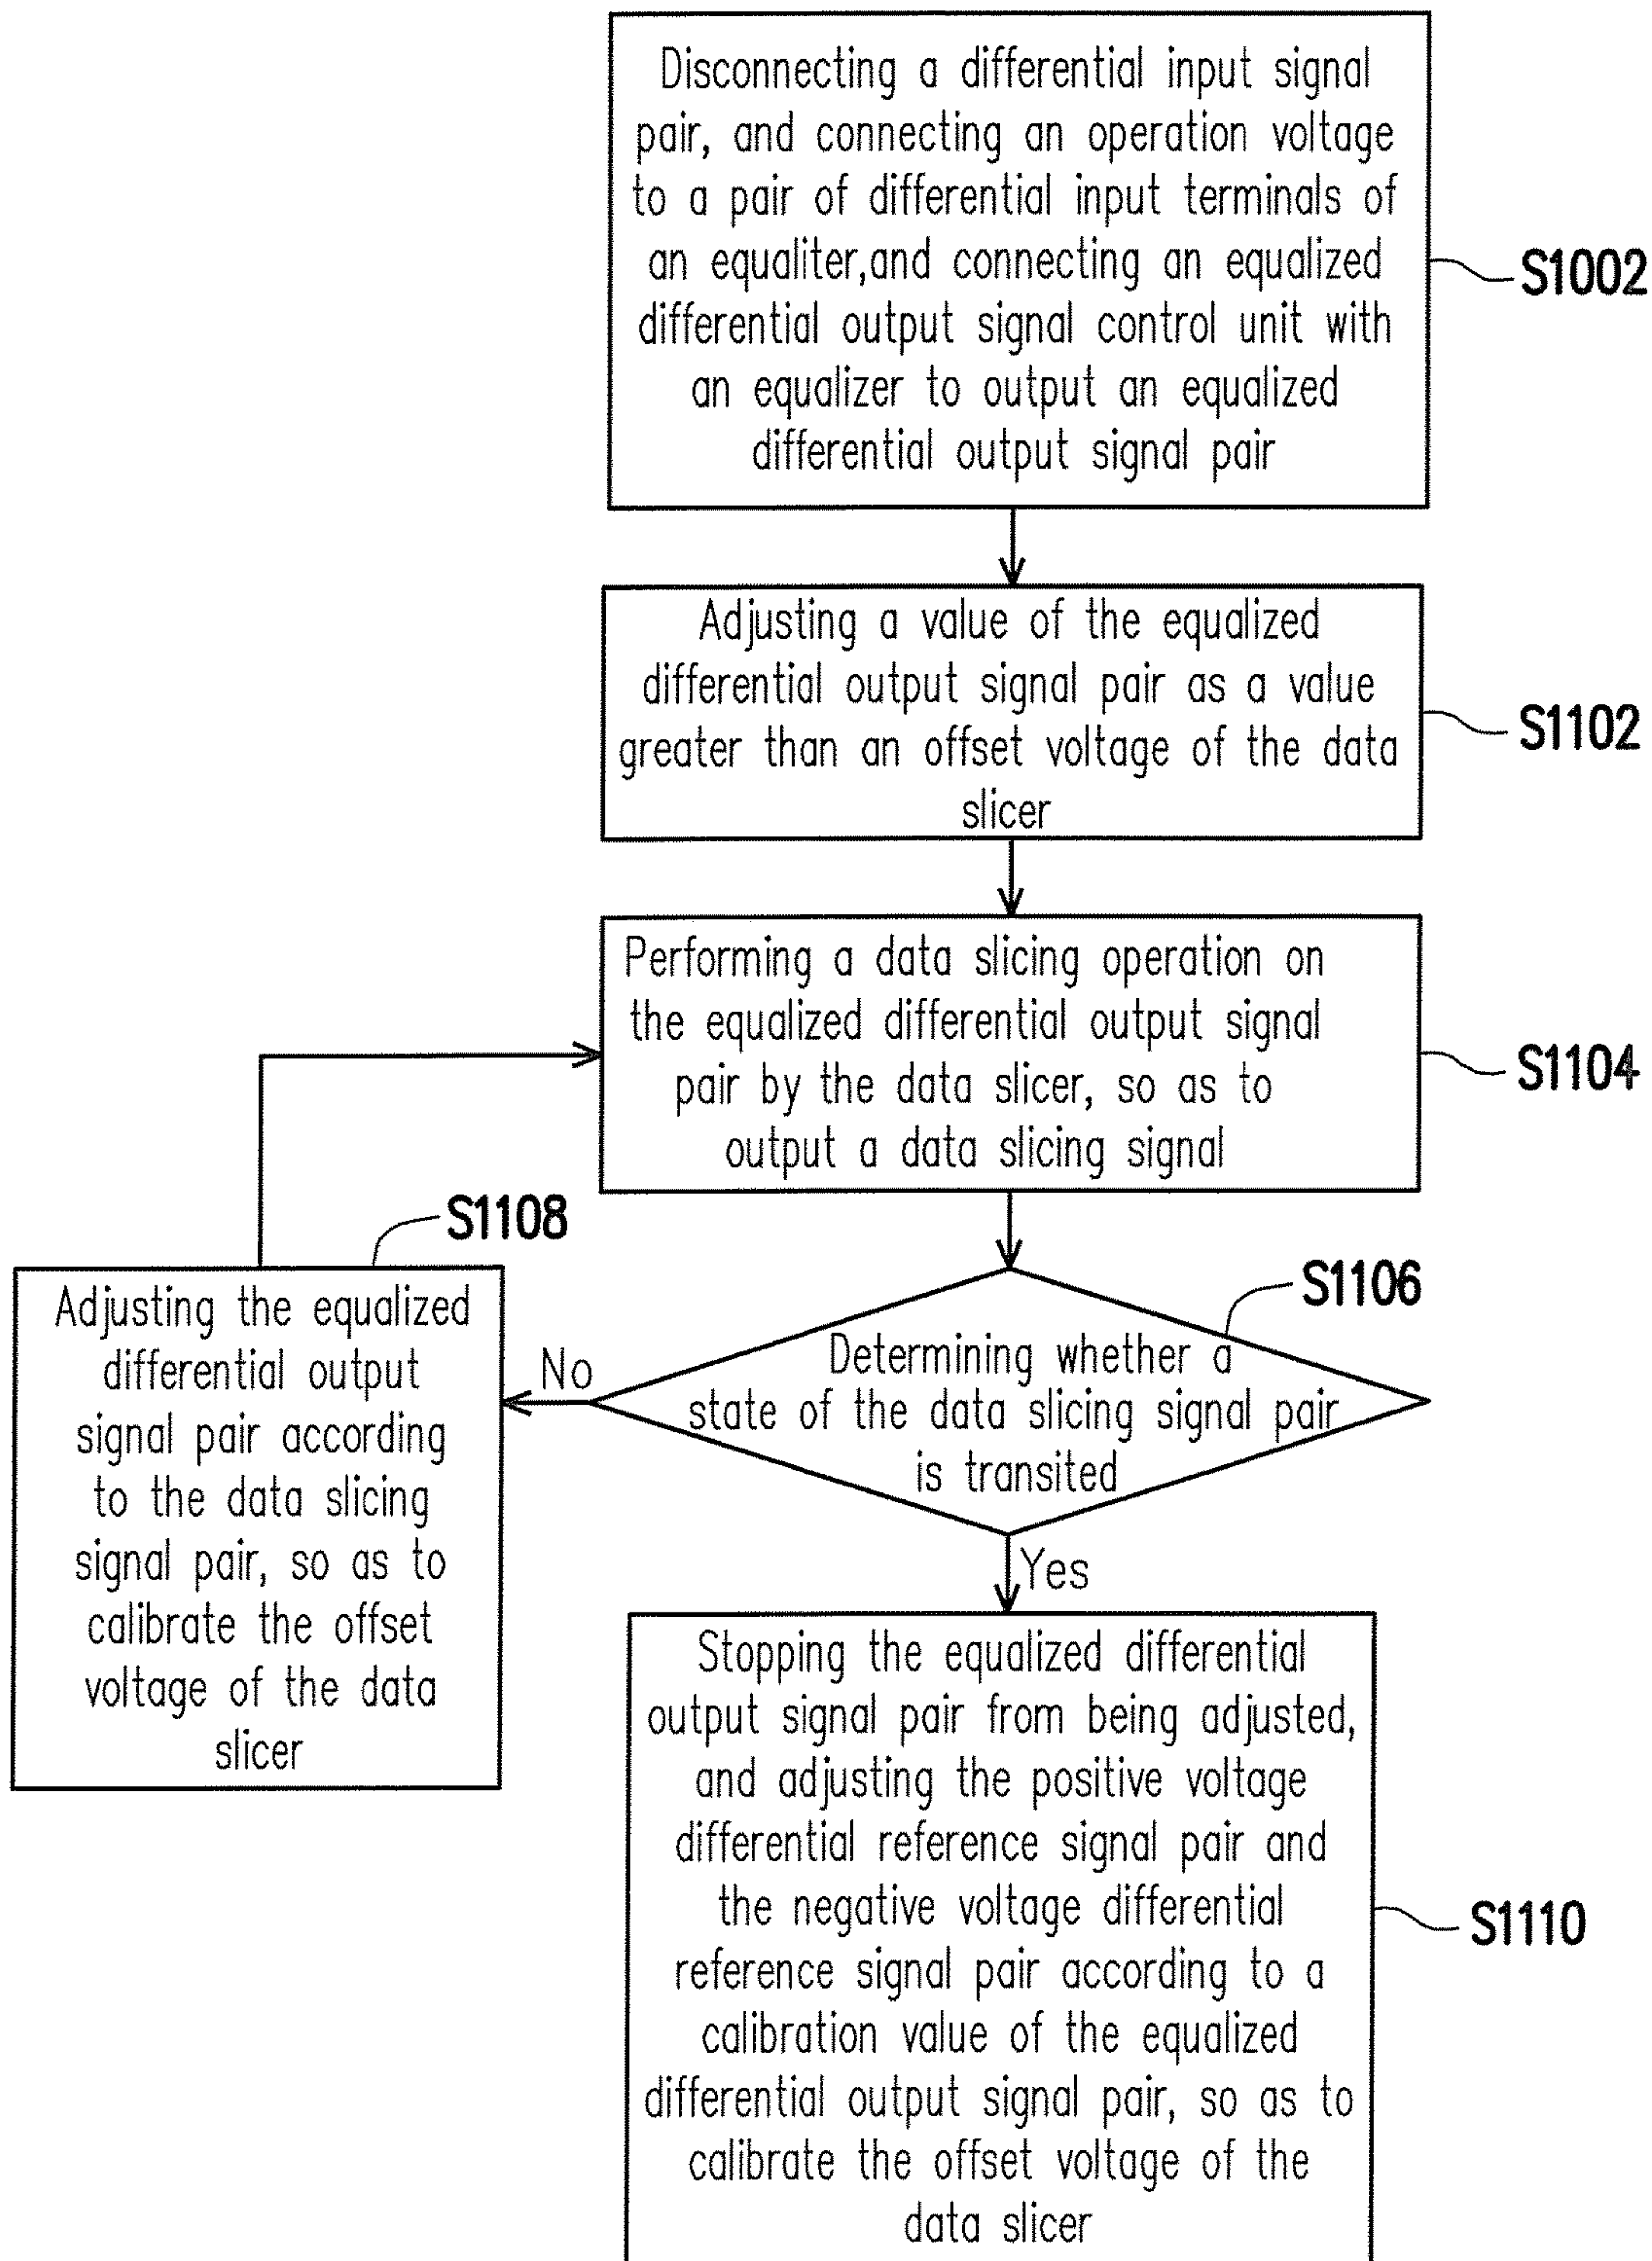 Disconnecting a differential input signal
pair, and connecting an operation voltage
to a pair of differential input terminals of
an equaliter,and connecting an equalized
differential output signal control unit with
an equalizer to output an equalized
differential output signal pair
S1002
Adjusting a value of the equalized
differential output signal pair as a value
greater than an offset voltage of the data
slicer
S1102
Performing a data slicing operation on
the equalized differential output signal
pair by the data slicer, so as to
output a data slicing signal
S1104
S1108
Adjusting the equalized
differential output
signal pair according
to the data slicing
signal pair, so as to
calibrate the offset
voltage of the data
slicer
No
S1106
Determining whether a
state of the data slicing signal pair
is transited
Yes
Stopping the equalized differential
output signal pair from being adjusted,
and adjusting the positive voltage
differential reference signal pair and
the negative voltage differential
reference signal pair according to a
calibration value of the equalized
differential output signal pair, so as to
calibrate the offset voltage of the
data slicer
S1110